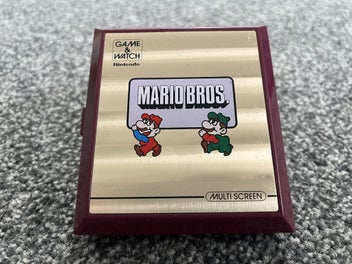 GAME
&
WATCH
Nintendo
MARIO BROS.
MULTI SCREEN